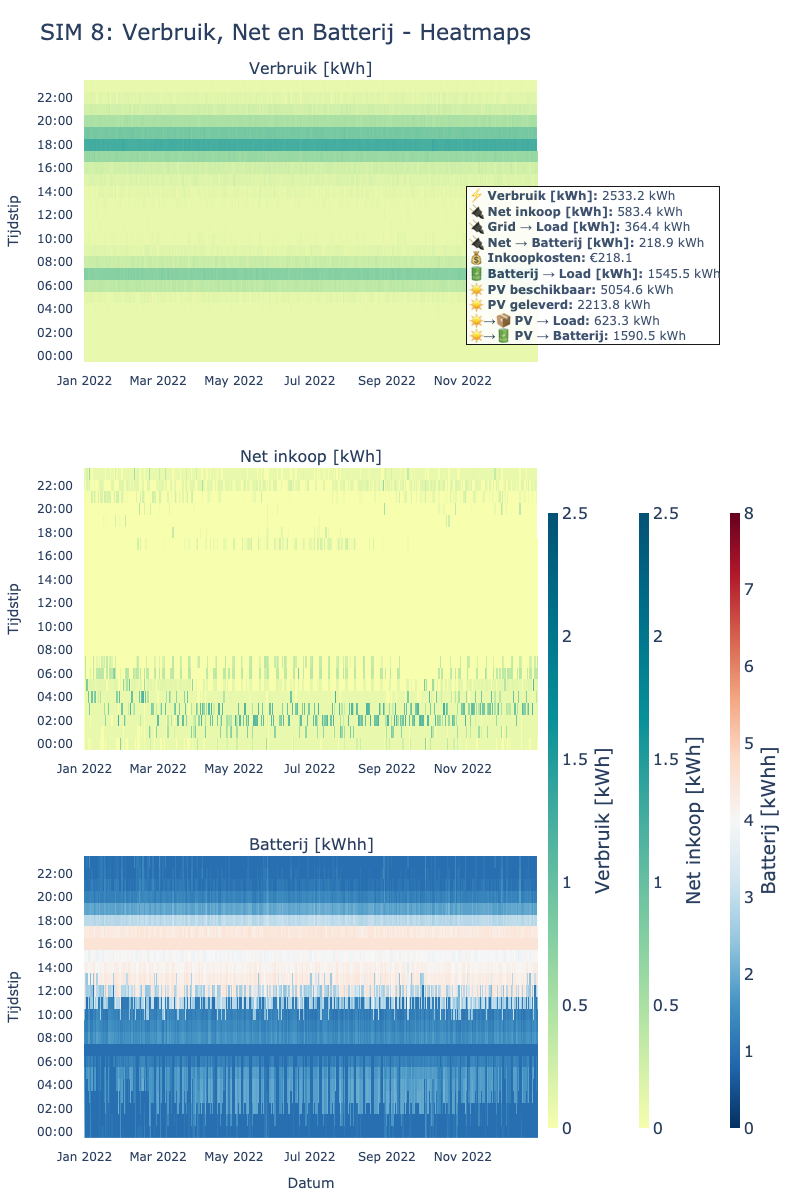 SIM 8: Verbruik, Net en Batterij - Heatmaps
Verbruik [kWh]
22:00
20:00
18:00
16:00
14:00
12:00
10:00
08:00
06:00
04:00
02:00
00:00
Tijdstip
Jan 2022 Mar 2022 May 2022 Jul 2022 Sep 2022 Nov 2022
⚡ Verbruik [kWh]: 2533.2 kWh
🔌 Net inkoop [kWh]: 583.4 kWh
🔌 Grid → Load [kWh]: 364.4 kWh
🔌 Net → Batterij [kWh]: 218.9 kWh
💰 Inkoopkosten: €218.1
🔋 Batterij → Load [kWh]: 1545.5 kWh
☀️ PV beschikbaar: 5054.6 kWh
☀️ PV geleverd: 2213.8 kWh
☀️→📦 PV → Load: 623.3 kWh
☀️→🔋 PV → Batterij: 1590.5 kWh
Net inkoop [kWh]
22:00
20:00
18:00
16:00
14:00
12:00
10:00
08:00
06:00
04:00
02:00
00:00
Tijdstip
Jan 2022 Mar 2022 May 2022 Jul 2022 Sep 2022 Nov 2022
Batterij [kWhh]
22:00
20:00
18:00
16:00
14:00
12:00
10:00
08:00
06:00
04:00
02:00
00:00
Tijdstip
Jan 2022 Mar 2022 May 2022 Jul 2022 Sep 2022 Nov 2022
Datum
2.5
2
1.5
1
0.5
0
Verbruik [kWh]
2.5
2
1.5
1
0.5
0
Net inkoop [kWh]
8
7
6
5
4
3
2
1
0
Batterij [kWhh]